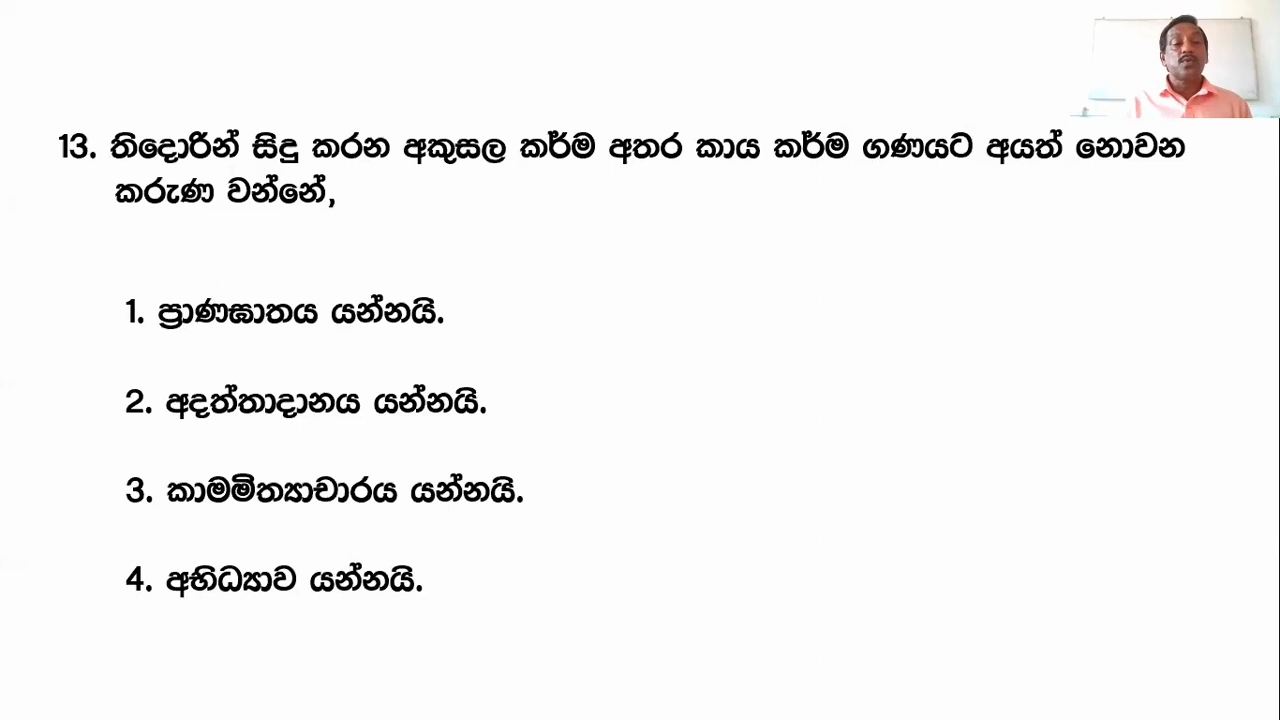 13. තිදොරින් සිදු කරන අකුසල කර්ම අතර කාය කර්ම ගණයට අයත් නොවන
කරුණ වන්නේ,
1. ප්‍රාණඝාතය යන්නයි.
2. අදත්තාදානය යන්නයි.
3. කාමමිත්‍යාචාරය යන්නයි.
4. අභිධ්‍යාව යන්නයි.